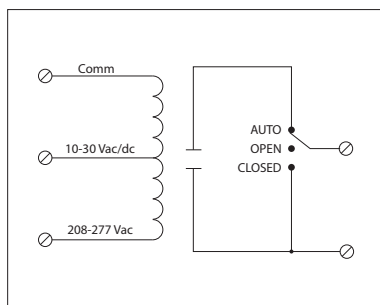 Comm
10-30 Vac/dc
208-277 Vac
AUTO
OPEN
CLOSED